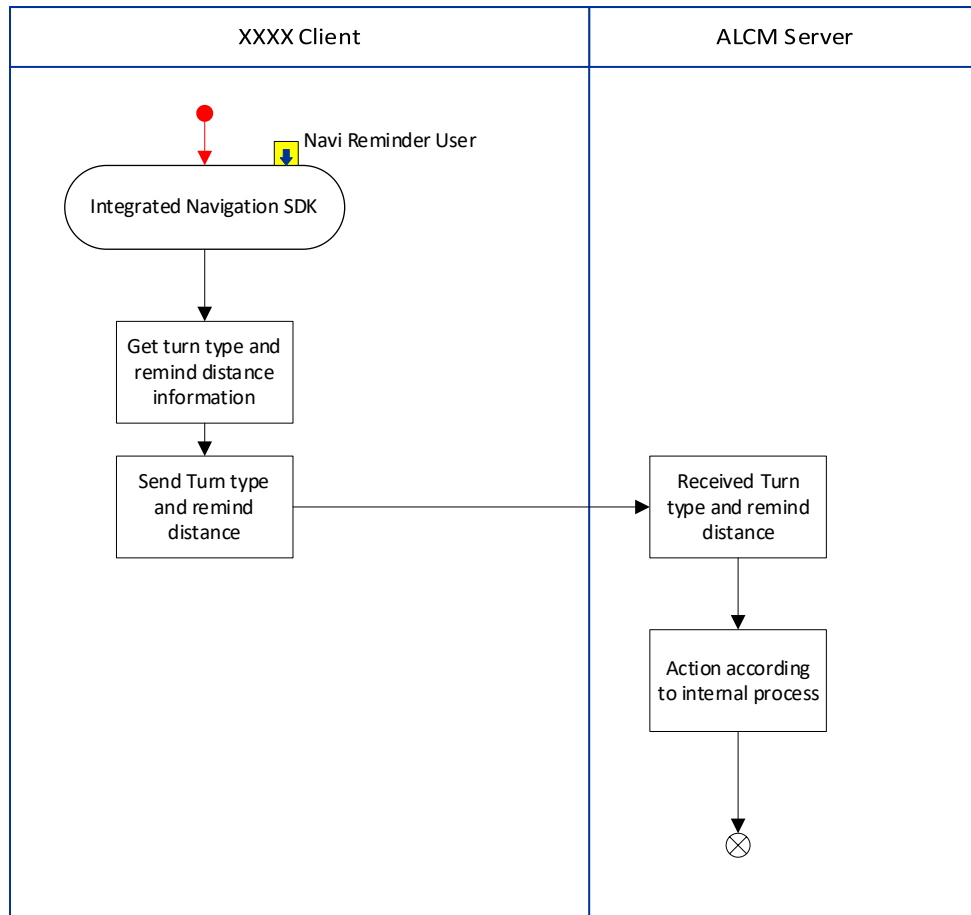 XXXX Client
ALCM Server
Navi Reminder User
Integrated Navigation SDK
Get turn type and
remind distance
information
Send Turn type
and remind
distance
Received Turn
type and remind
distance
Action according
to internal process